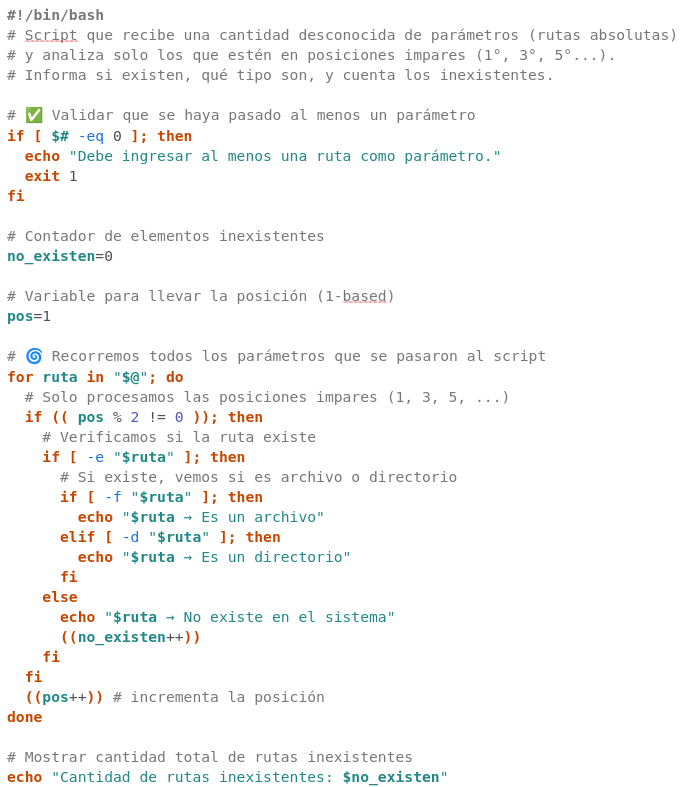 #!/bin/bash
# Script que recibe una cantidad desconocida de parámetros (rutas absolutas)
# y analiza solo los que estén en posiciones impares (1°, 3°, 5°...).
# Informa si existen, qué tipo son, y cuenta los inexistentes.

# ✅ Validar que se haya pasado al menos un parámetro
if [ $# -eq 0 ]; then
  echo "Debe ingresar al menos una ruta como parámetro."
  exit 1
fi

# Contador de elementos inexistentes
no_existen=0

# Variable para llevar la posición (1-based)
pos=1

# 🌀 Recorremos todos los parámetros que se pasaron al script
for ruta in "$@"; do
  # Solo procesamos las posiciones impares (1, 3, 5, ...)
  if (( pos % 2 != 0 )); then
    # Verificamos si la ruta existe
    if [ -e "$ruta" ]; then
      # Si existe, vemos si es archivo o directorio
      if [ -f "$ruta" ]; then
        echo "$ruta → Es un archivo"
      elif [ -d "$ruta" ]; then
        echo "$ruta → Es un directorio"
      fi
    else
      echo "$ruta → No existe en el sistema"
      ((no_existen++))
    fi
  fi
  ((pos++)) # incrementa la posición
done

# Mostrar cantidad total de rutas inexistentes
echo "Cantidad de rutas inexistentes: $no_existen"